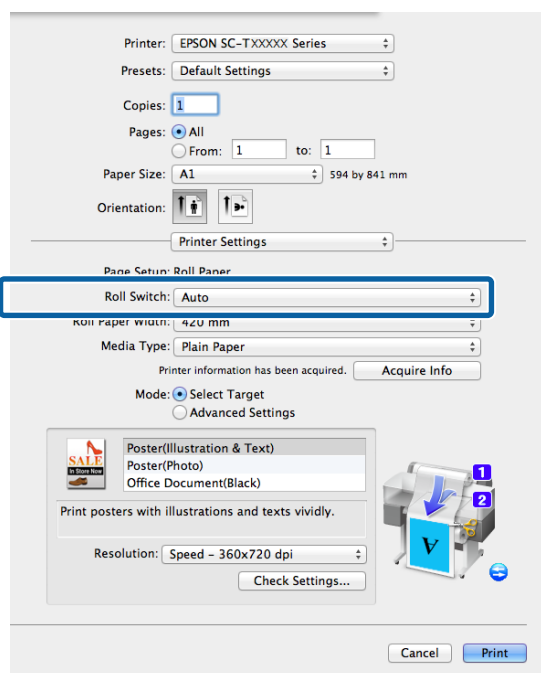 Printer: EPSON SC-TXXXXX Series
Presets: Default Settings
Copies: 1
Pages: All
From: 1 to: 1
Paper Size: A1 594 by 841 mm
Orientation:
Printer Settings
Page Setup: Roll Paper
Roll Switch: Auto
Roll Paper Width: 420 mm
Media Type: Plain Paper
Printer information has been acquired. Acquire Info
Mode: Select Target
Advanced Settings
SALE
In Store Now
Poster(Illustration & Text)
Poster(Photo)
Office Document(Black)
Print posters with illustrations and texts vividly.
Resolution: Speed – 360x720 dpi
Check Settings...
1
2
A
Cancel Print